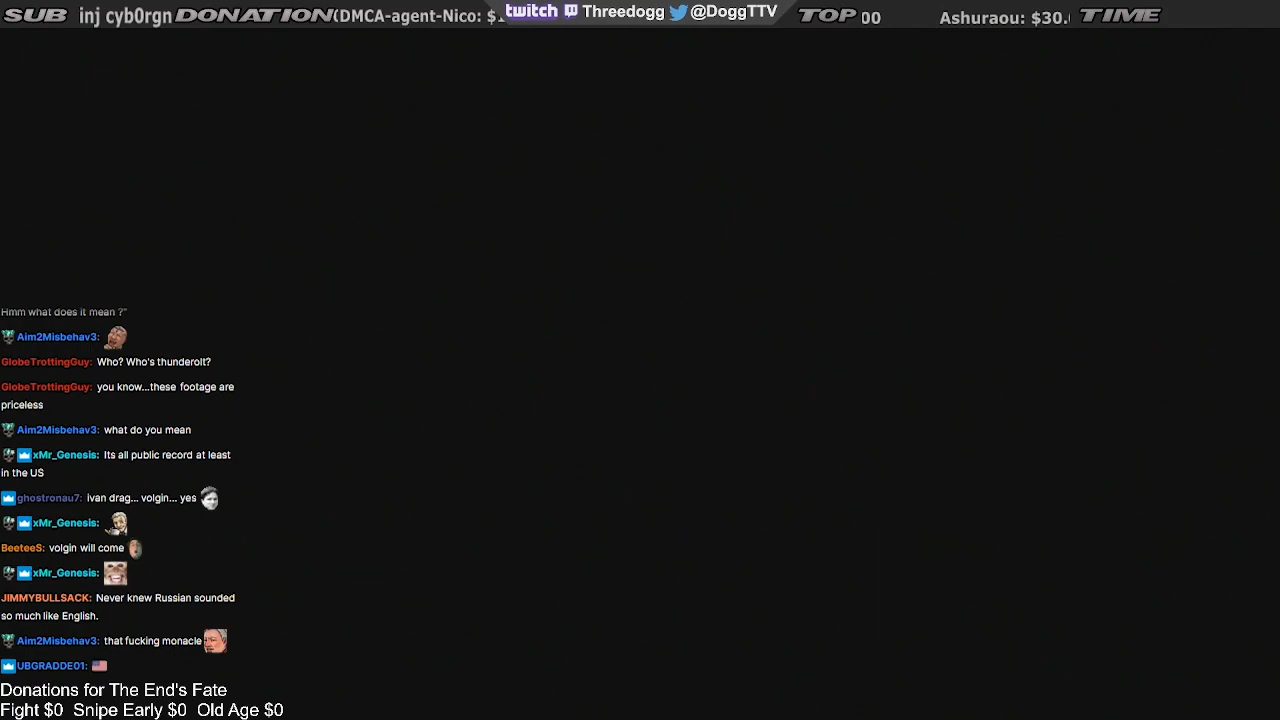 SUB inj cyb0rgn DONATION (DMCA-agent-Nico: $1 twitch Threedogg @DoggTTV TOP 00 Ashuraou: $30. TIME
Hmm what does it mean ?"
Aim2Misbehav3:
GlobeTrottingGuy: Who? Who's thunderolt?
GlobeTrottingGuy: you know...these footage are
priceless
Aim2Misbehav3: what do you mean
xMr_Genesis: Its all public record at least
in the US
ghostronau7: ivan drag... volgin... yes
xMr_Genesis:
BeeteeS: volgin will come
xMr_Genesis:
JIMMYBULLSACK: Never knew Russian sounded
so much like English.
Aim2Misbehav3: that fucking monacle
UBGRADDE01:
Donations for The End's Fate
Fight $0 Snipe Early $0 Old Age $0